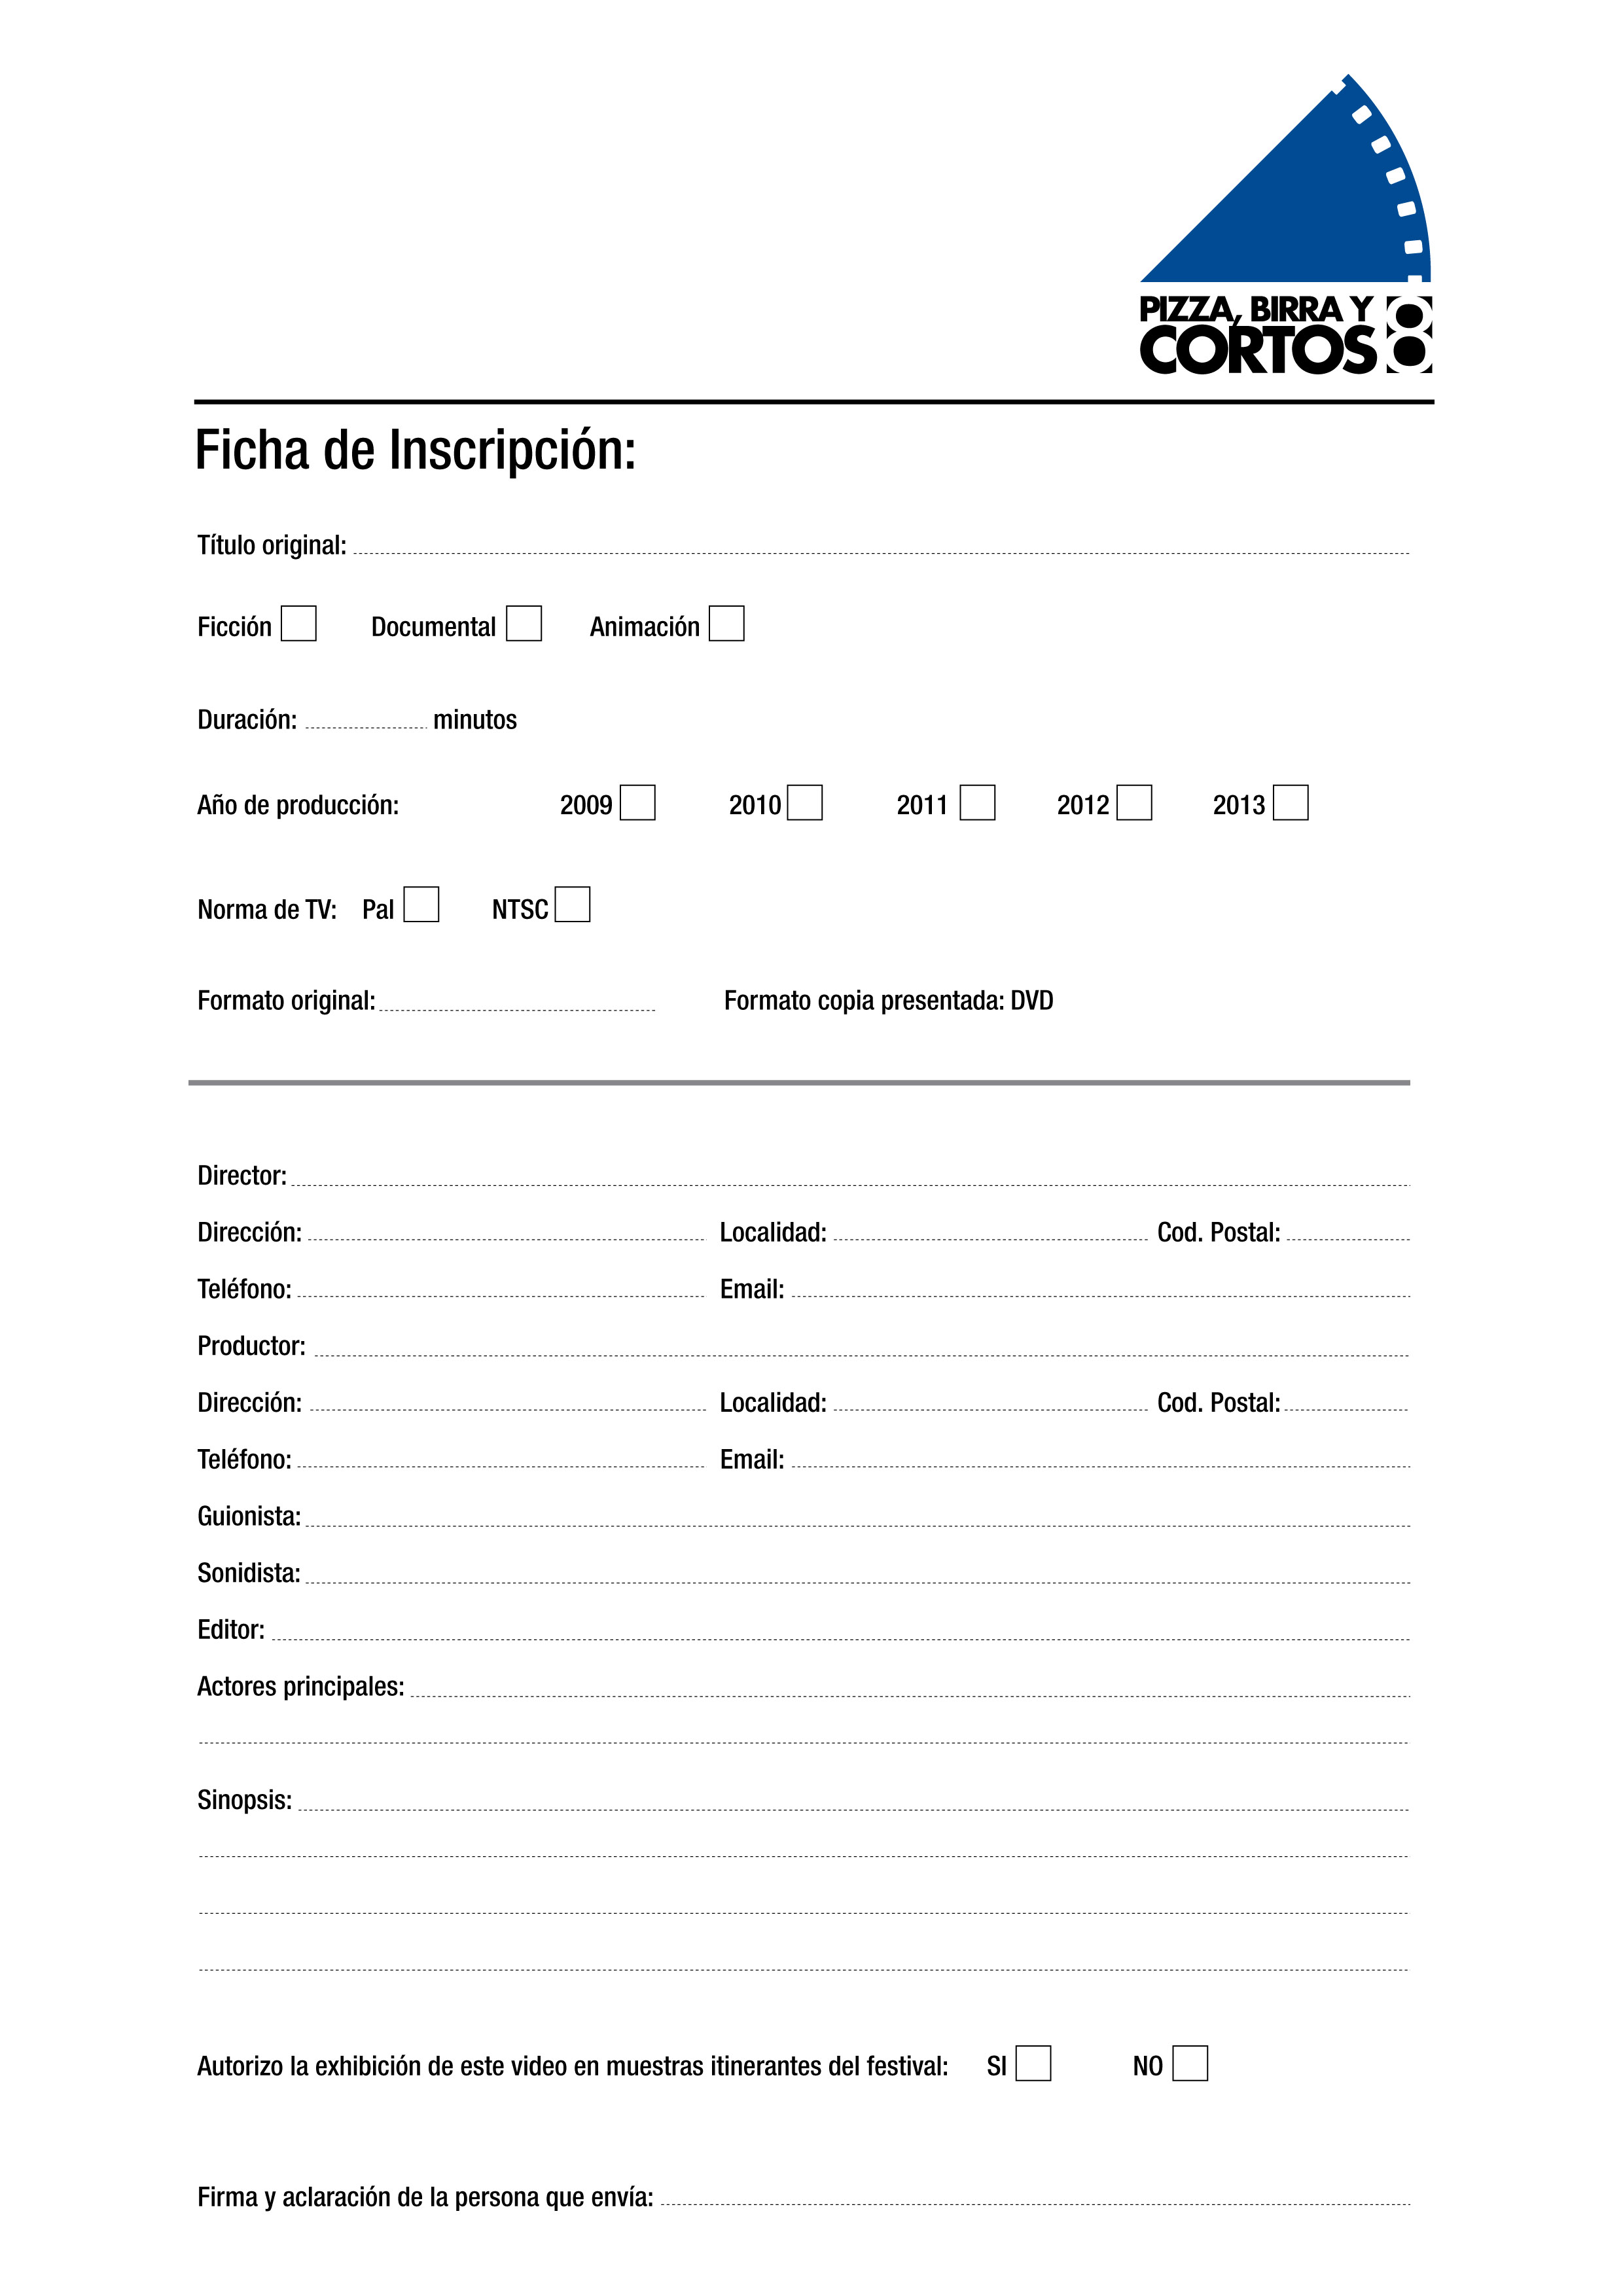 PIZZA, BIRRA Y
CORTOS 8
Ficha de Inscripción:
Título original:
Ficción Documental Animación
Duración: minutos
Año de producción: 2009 2010 2011 2012 2013
Norma de TV: Pal NTSC
Formato original: Formato copia presentada: DVD
Director:
Dirección: Localidad: Cod. Postal:
Teléfono: Email:
Productor:
Dirección: Localidad: Cod. Postal:
Teléfono: Email:
Guionista:
Sonidista:
Editor:
Actores principales:
Sinopsis:
Autorizo la exhibición de este video en muestras itinerantes del festival: SI NO
Firma y aclaración de la persona que envía: